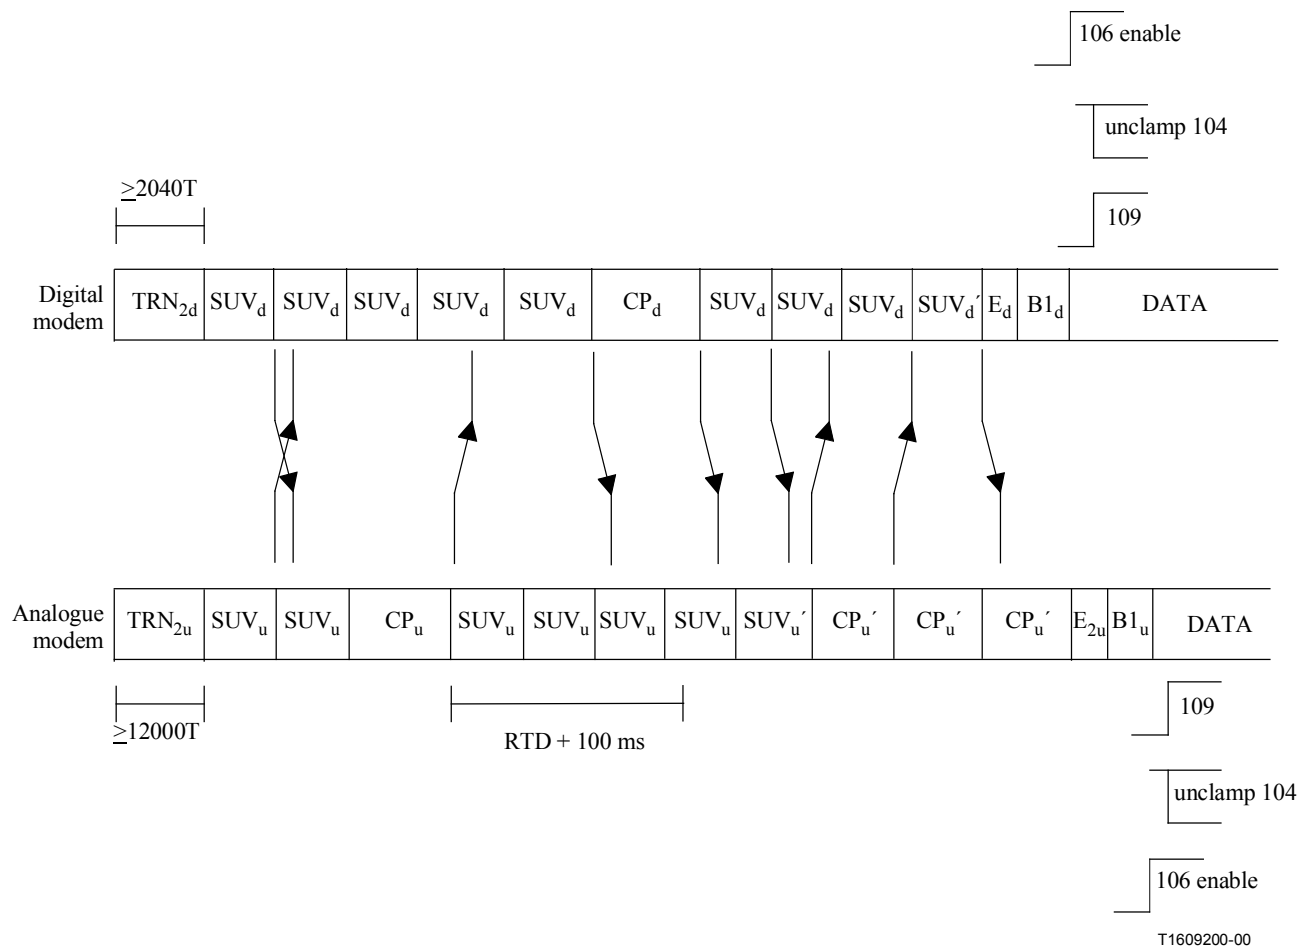 106 enable
unclamp 104
≥2040T
109
Digital modem
TRN2d SUVd SUVd SUVd SUVd SUVd CPd SUVd SUVd SUVd SUVd´ Ed B1d DATA
Analogue modem
TRN2u SUVu SUVu CPu SUVu SUVu SUVu SUVu SUVu´ CPu´ CPu´ CPu´ E2u B1u DATA
≥12000T
RTD + 100 ms
109
unclamp 104
106 enable
T1609200-00